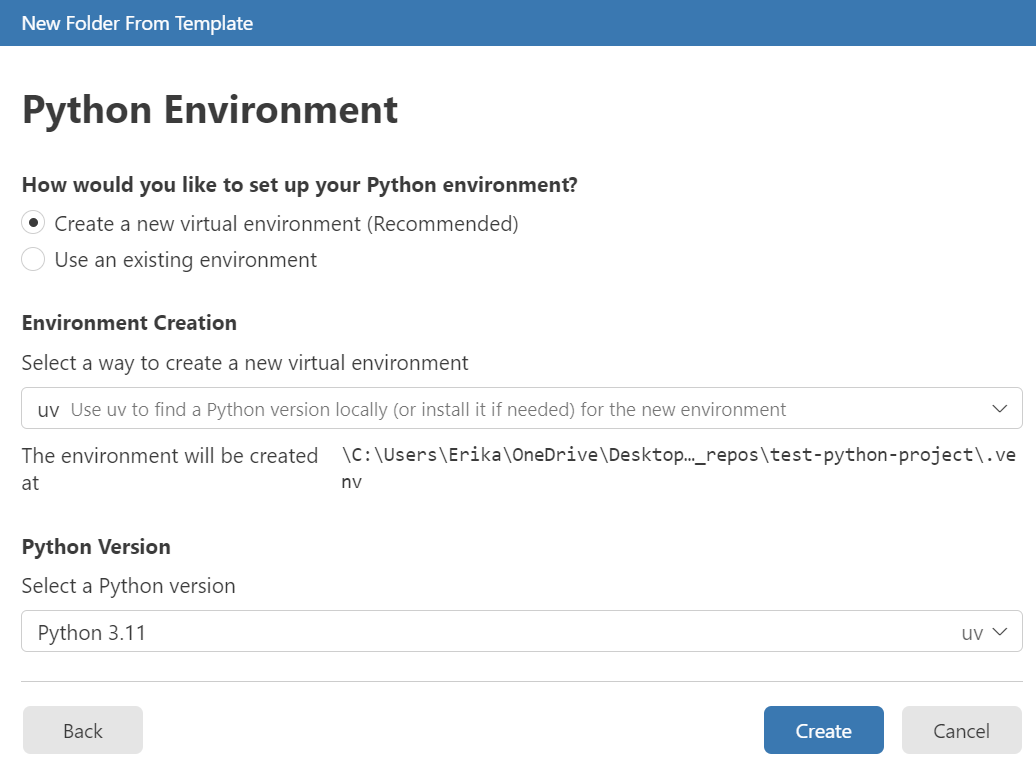 New Folder From Template
Python Environment
How would you like to set up your Python environment?
Create a new virtual environment (Recommended)
Use an existing environment
Environment Creation
Select a way to create a new virtual environment
uv Use uv to find a Python version locally (or install it if needed) for the new environment
The environment will be created at
\C:\Users\Erika\OneDrive\Desktop…_repos\test-python-project\.ve
nv
Python Version
Select a Python version
Python 3.11 uv
Back Create Cancel